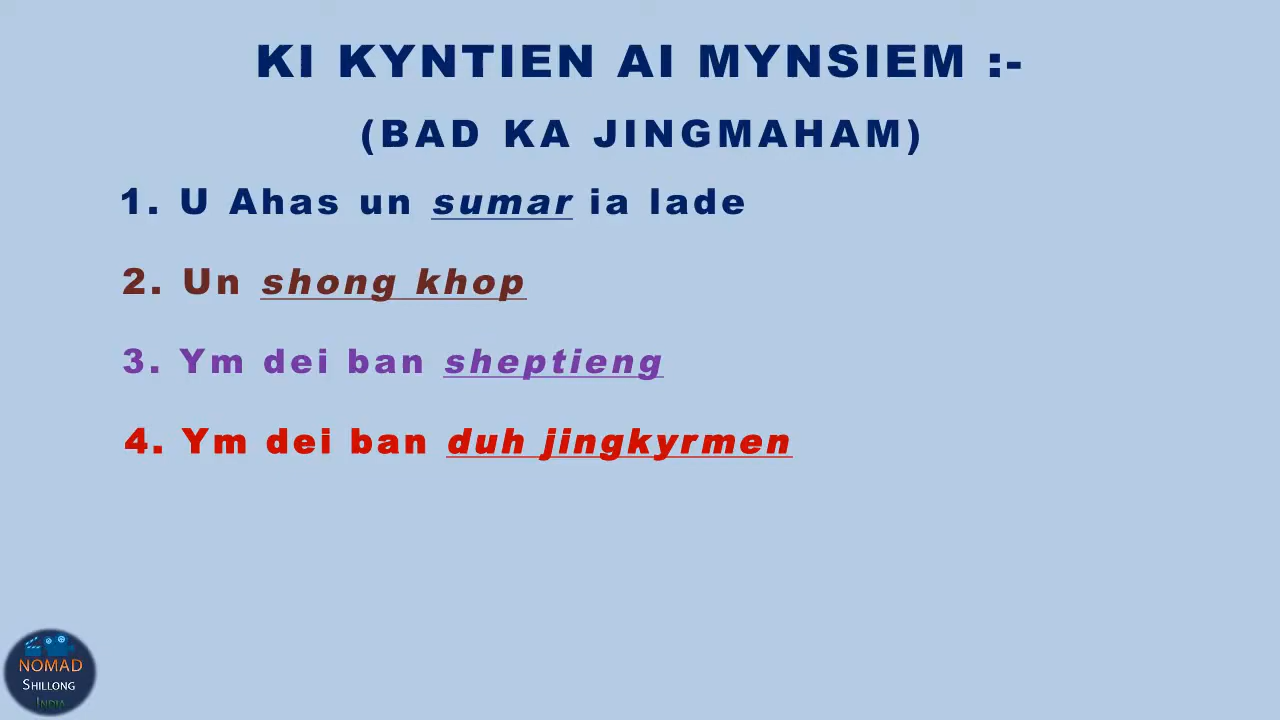 KI KYNTIEN AI MYNSIEM :-
(BAD KA JINGMAHAM)
1. U Ahas un sumar ia lade
2. Un shong khop
3. Ym dei ban sheptieng
4. Ym dei ban duh jingkyrmen
NOMAD
SHILLONG
INDIA